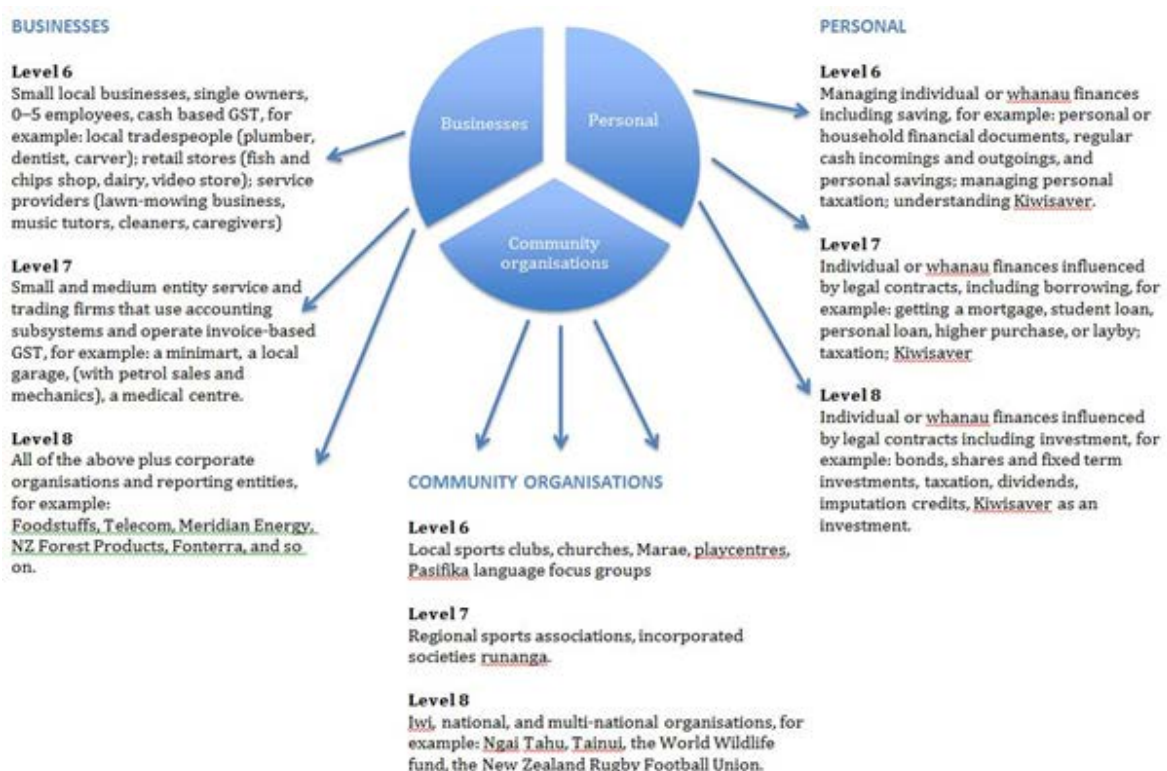 BUSINESSES
Level 6
Small local businesses, single owners,
0–5 employees, cash based GST, for
example: local tradespeople (plumber,
dentist, carver); retail stores (fish and
chips shop, dairy, video store); service
providers (lawn-mowing business,
music tutors, cleaners, caregivers)
Level 7
Small and medium entity service and
trading firms that use accounting
subsystems and operate invoice-based
GST, for example: a minimart, a local
garage, (with petrol sales and
mechanics), a medical centre.
Level 8
All of the above plus corporate
organisations and reporting entities,
for example:
Foodstuffs, Telecom, Meridian Energy,
NZ Forest Products, Fonterra, and so
on.
Businesses
Personal
Community
organisations
COMMUNITY ORGANISATIONS
Level 6
Local sports clubs, churches, Marae, playcentres,
Pasifika language focus groups
Level 7
Regional sports associations, incorporated
societies runanga.
Level 8
Iwi, national, and multi-national organisations, for
example: Ngai Tahu, Tainui, the World Wildlife
fund, the New Zealand Rugby Football Union.
PERSONAL
Level 6
Managing individual or whanau finances
including saving, for example: personal or
household financial documents, regular
cash incomings and outgoings, and
personal savings; managing personal
taxation; understanding Kiwisaver.
Level 7
Individual or whanau finances influenced
by legal contracts, including borrowing, for
example: getting a mortgage, student loan,
personal loan, higher purchase, or layby;
taxation; Kiwisaver
Level 8
Individual or whanau finances influenced
by legal contracts including investment, for
example: bonds, shares and fixed term
investments, taxation, dividends,
imputation credits, Kiwisaver as an
investment.